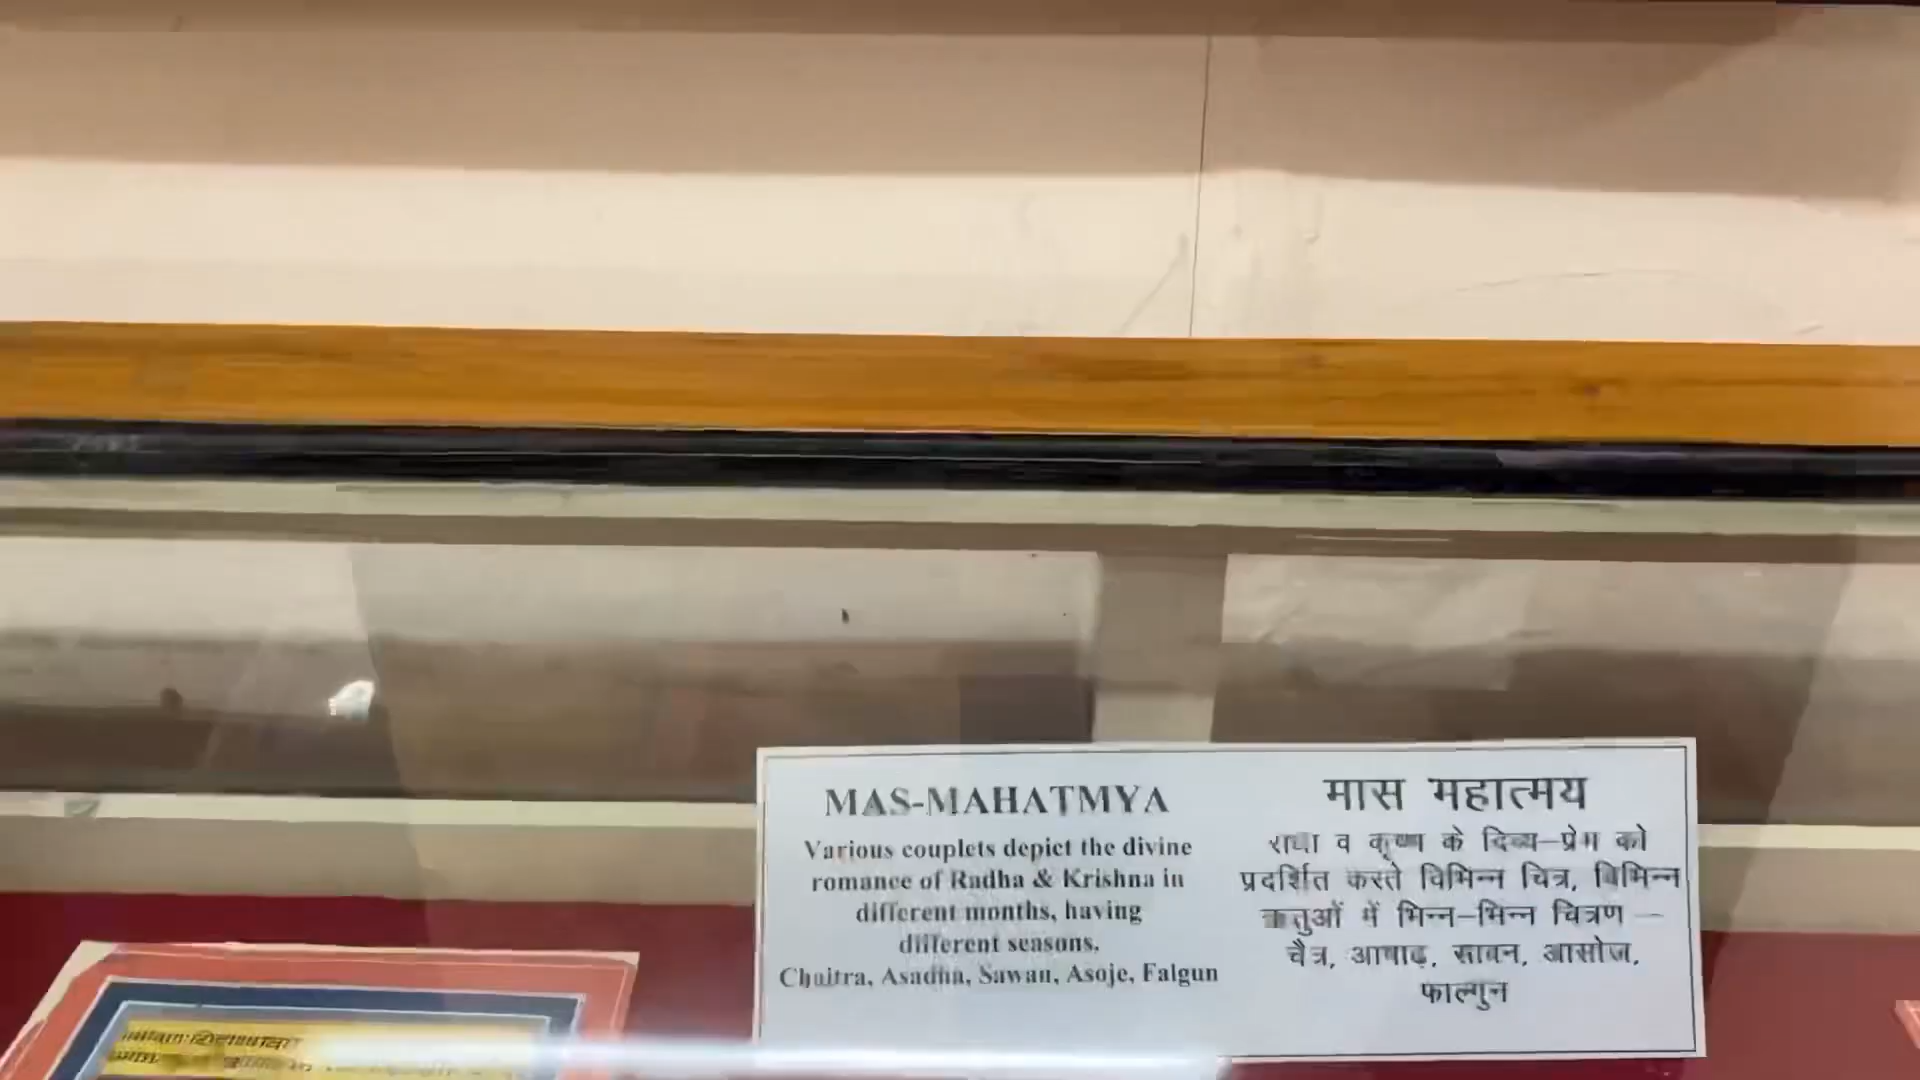 MAS-MAHATMYA
Various couplets depict the divine
romance of Radha & Krishna in
different months, having
different seasons.
Chaitra, Asadha, Sawan, Asoje, Falgun
मास महात्मय
राधा व कृष्ण के दिव्य-प्रेम को
प्रदर्शित करते विभिन्न चित्र, विभिन्न
ऋतुओं में भिन्न-भिन्न चित्रण –
चैत्र, आषाढ़, सावन, आसोज,
फाल्गुन